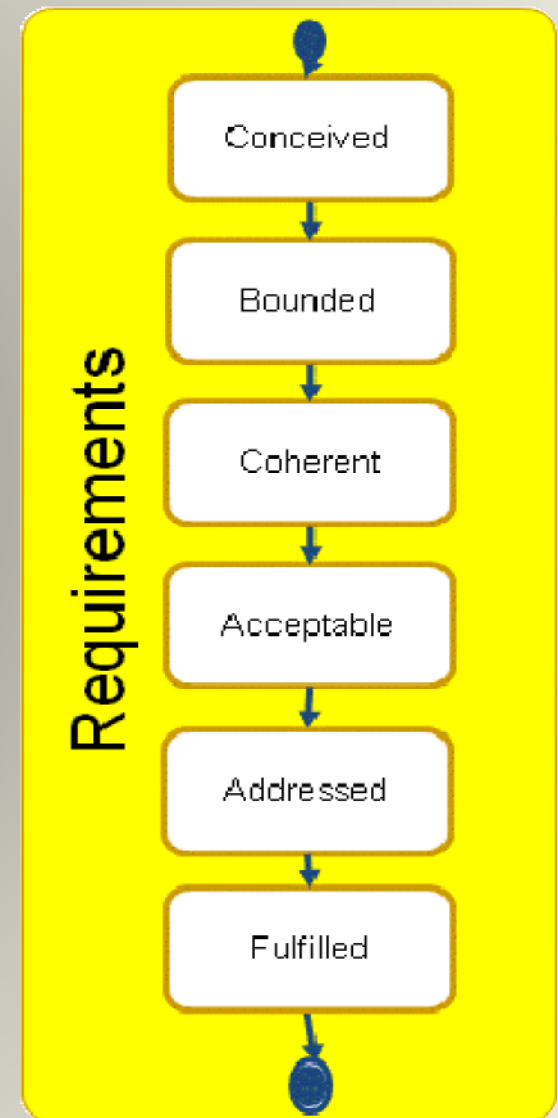 Requirements
Conceived
Bounded
Coherent
Acceptable
Addressed
Fulfilled